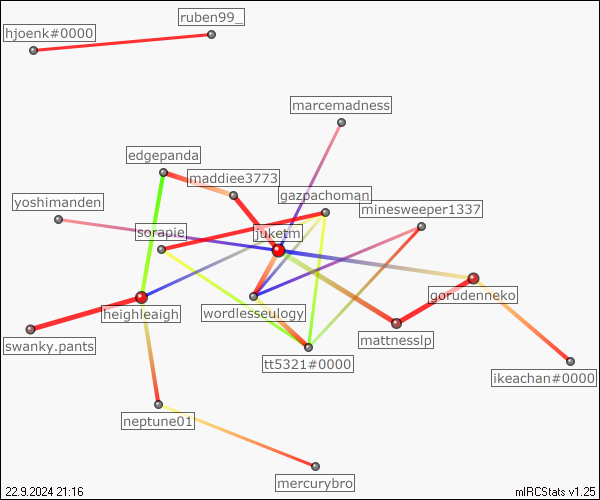 ruben99_
hjoenk#0000
marcemadness
edgepanda
maddiee3773
gazpachoman
yoshimanden
minesweeper1337
sorapie
juketm
gorudenneko
heighleaigh
wordlesseulogy
mattnesslp
swanky.pants
tt5321#0000
ikeachan#0000
neptune01
mercurybro
22.9.2024 21:16
mIRCStats v1.25